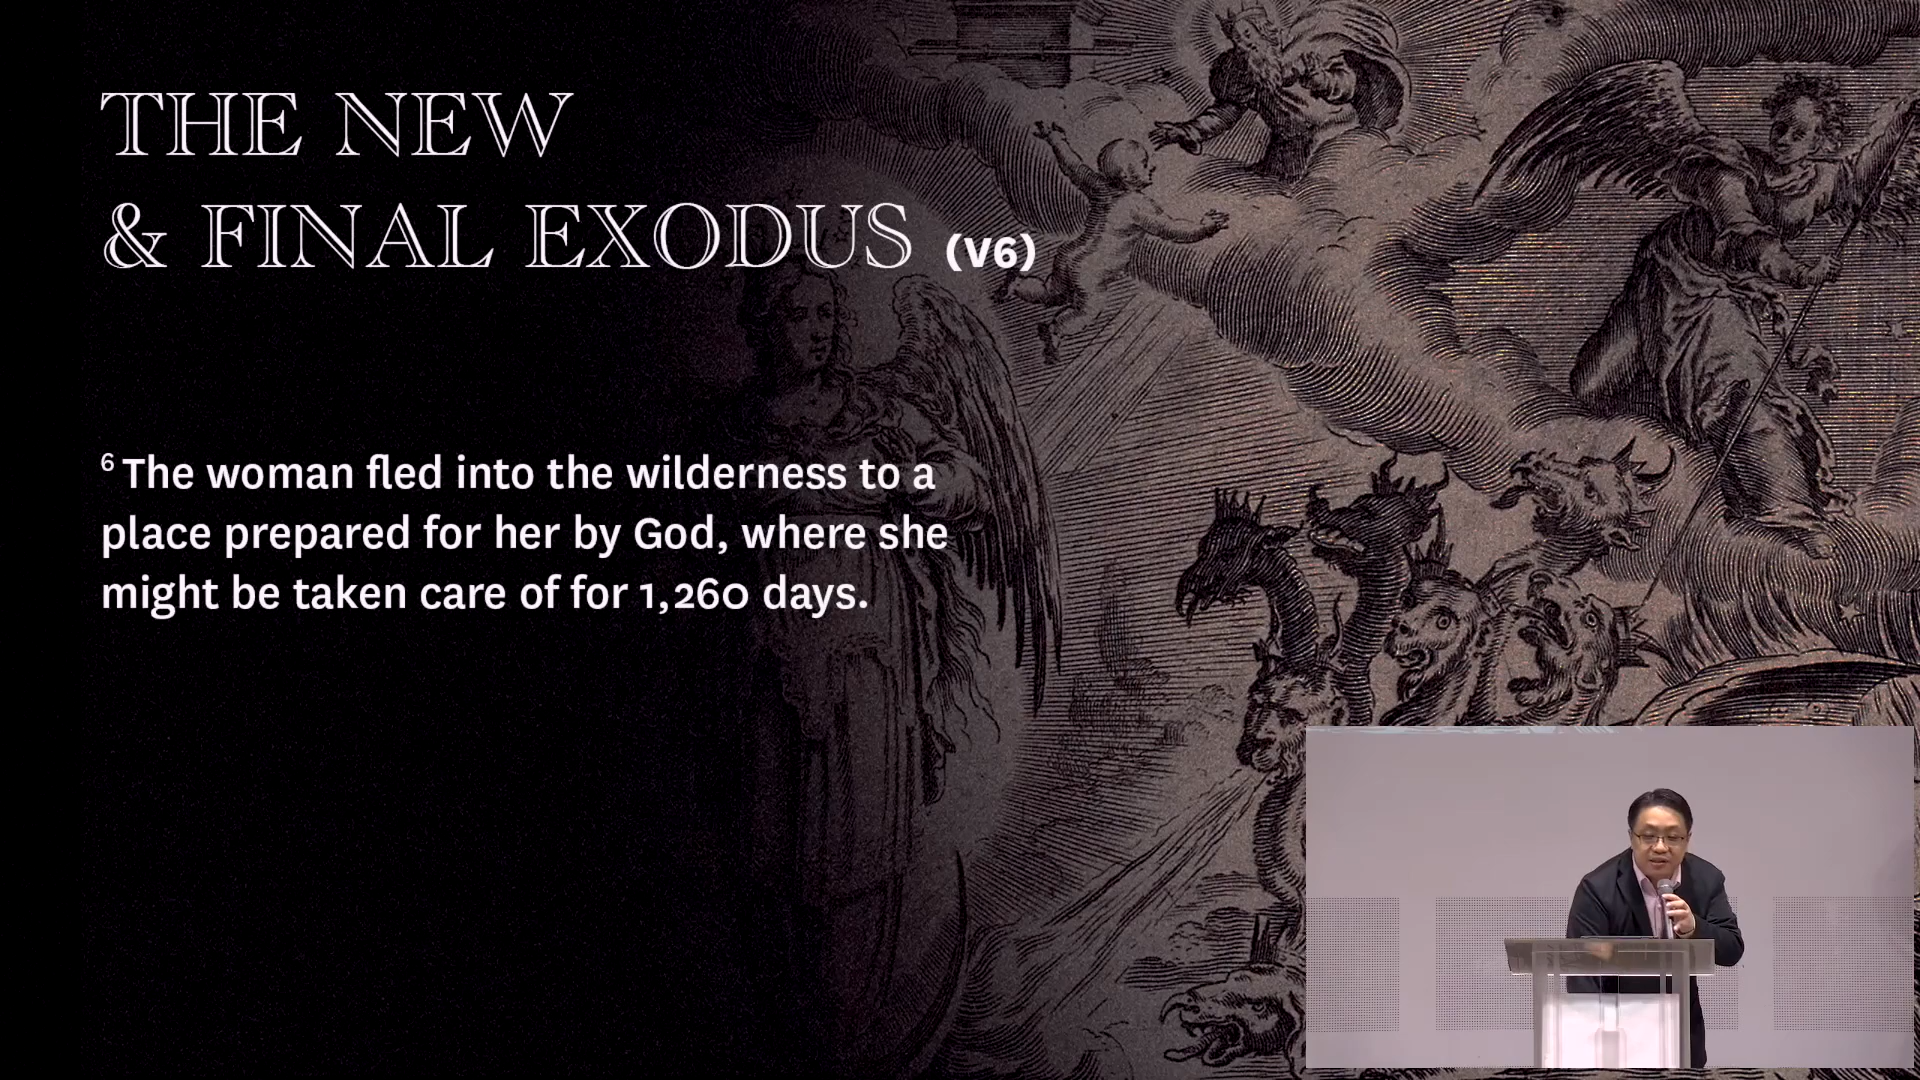 THE NEW
& FINAL EXODUS (V6)
6 The woman fled into the wilderness to a
place prepared for her by God, where she
might be taken care of for 1,260 days.